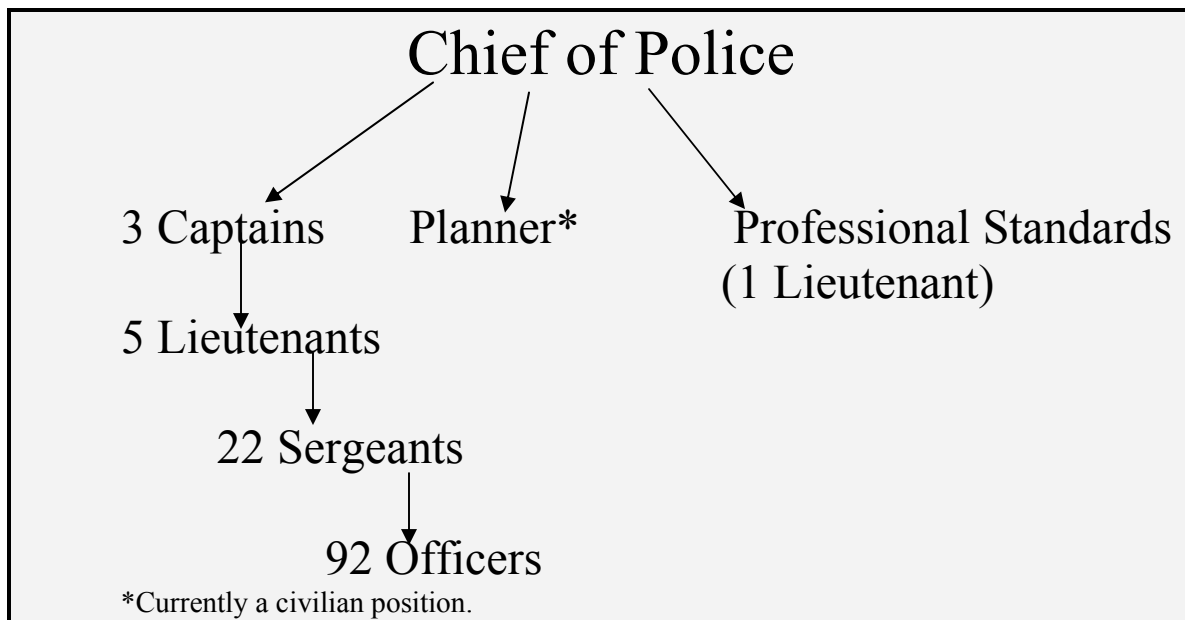 Chief of Police
3 Captains
Planner*
Professional Standards
(1 Lieutenant)
5 Lieutenants
22 Sergeants
92 Officers
*Currently a civilian position.